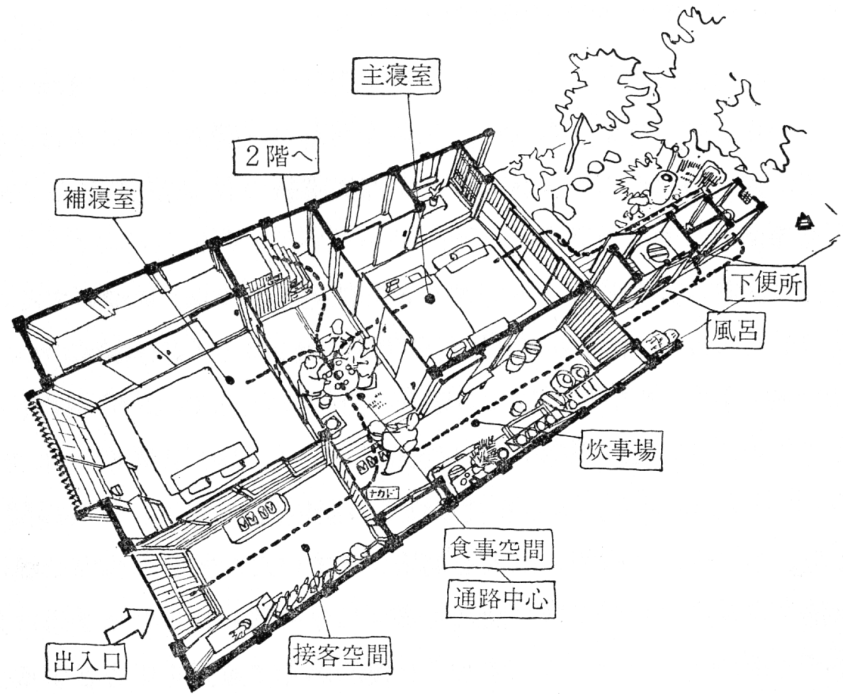 主寝室
2階へ
補寝室
下便所
風呂
炊事場
ナカド
食事空間
通路中心
接客空間
出入口